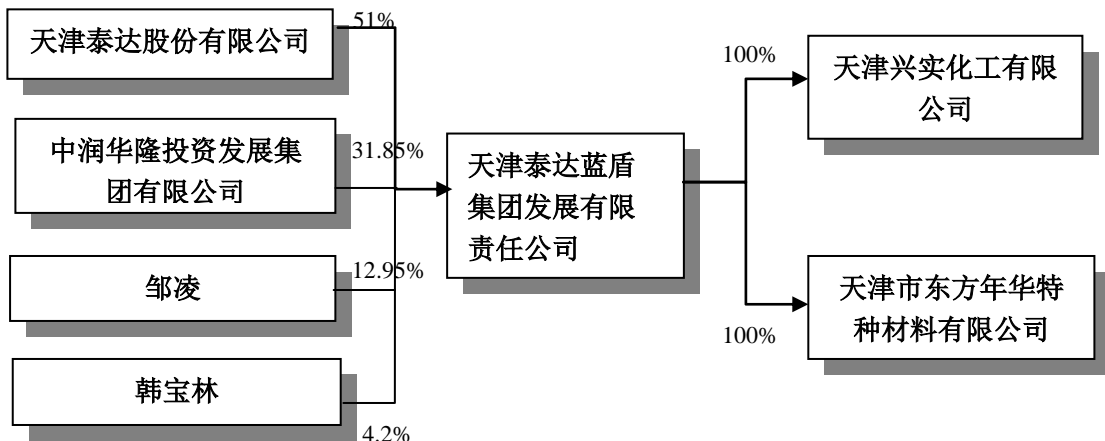 天津泰达股份有限公司
51%
中润华隆投资发展集
团有限公司
31.85%
邹凌
12.95%
韩宝林
4.2%
天津泰达蓝盾
集团发展有限
责任公司
100%
天津兴实化工有限
公司
100%
天津市东方年华特
种材料有限公司